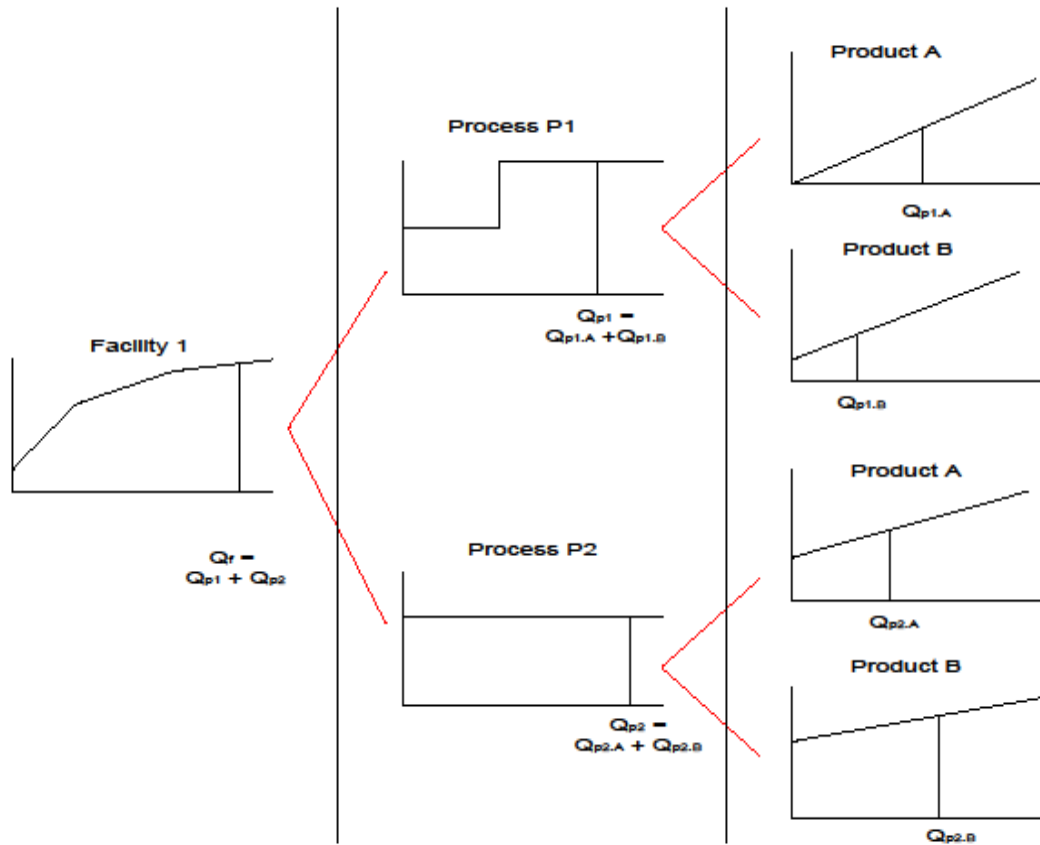 Facility 1
Qf =
Qp1 + Qp2
Process P1
Qp1 =
Qp1.A +Qp1.B
Process P2
Qp2 =
Qp2.A + Qp2.B
Product A
Qp1.A
Product B
Qp1.B
Product A
Qp2.A
Product B
Qp2.B